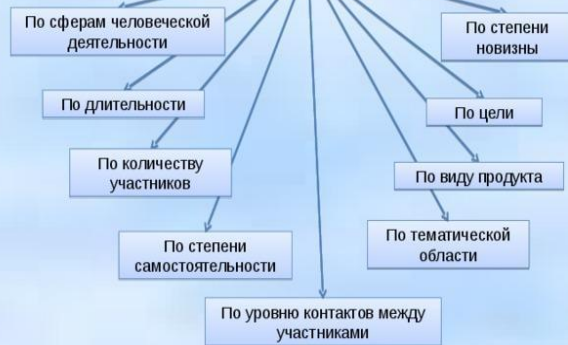 По сферам человеческой
деятельности
По степени
новизны
По длительности
По цели
По количеству
участников
По виду продукта
По степени
самостоятельности
По тематической
области
По уровню контактов между
участниками